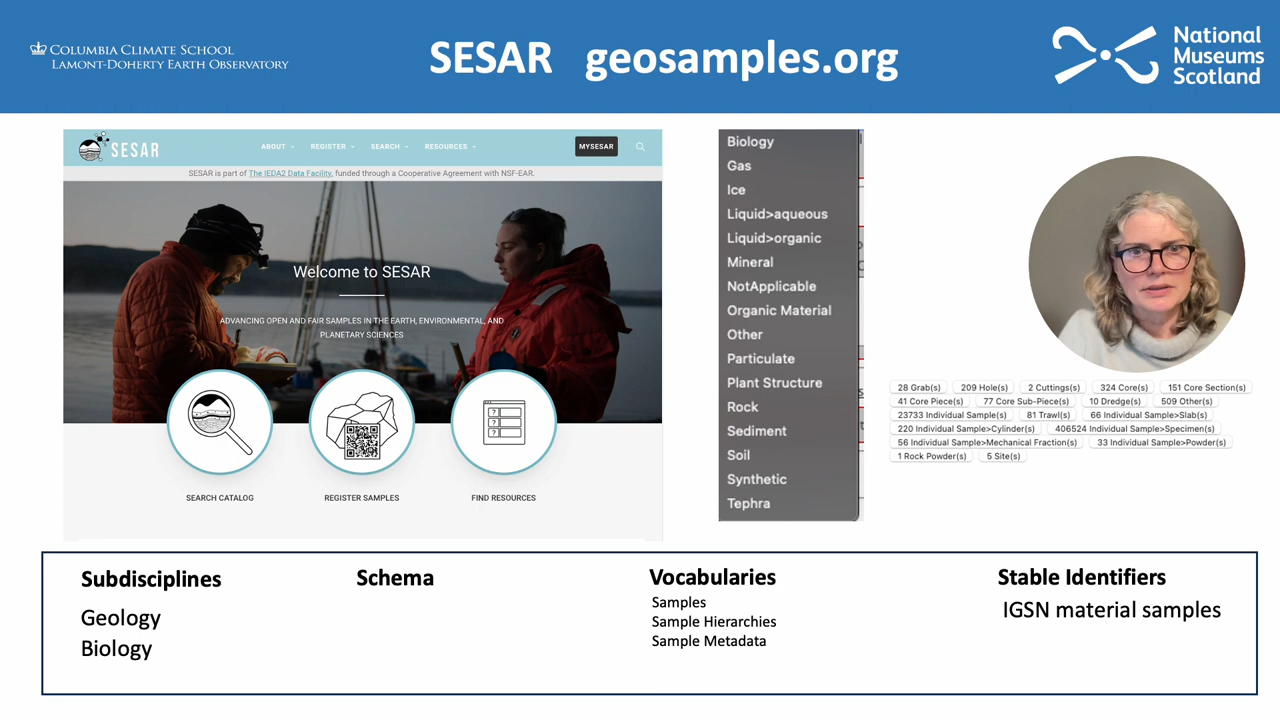 COLUMBIA CLIMATE SCHOOL
LAMONT-DOHERTY EARTH OBSERVATORY
SESAR geosamples.org
National
Museums
Scotland
SESAR
ABOUT REGISTER SEARCH RESOURCES MYSESAR
SESAR is part of The IEDA2 Data Facility, funded through a Cooperative Agreement with NSF-EAR.
Welcome to SESAR
ADVANCING OPEN AND FAIR SAMPLES IN THE EARTH, ENVIRONMENTAL, AND
PLANETARY SCIENCES
SEARCH CATALOG
REGISTER SAMPLES
FIND RESOURCES
Biology
Gas
Ice
Liquid>aqueous
Liquid>organic
Mineral
NotApplicable
Organic Material
Other
Particulate
Plant Structure
Rock
Sediment
Soil
Synthetic
Tephra
28 Grab(s) 209 Hole(s) 2 Cuttings(s) 324 Core(s) 151 Core Section(s)
41 Core Piece(s) 77 Core Sub-Piece(s) 10 Dredge(s) 509 Other(s)
23733 Individual Sample(s) 81 Trawl(s) 66 Individual Sample>Slab(s)
220 Individual Sample>Cylinder(s) 406524 Individual Sample>Specimen(s)
56 Individual Sample>Mechanical Fraction(s) 33 Individual Sample>Powder(s)
1 Rock Powder(s) 5 Site(s)
Subdisciplines
Geology
Biology
Schema
Vocabularies
Samples
Sample Hierarchies
Sample Metadata
Stable Identifiers
IGSN material samples